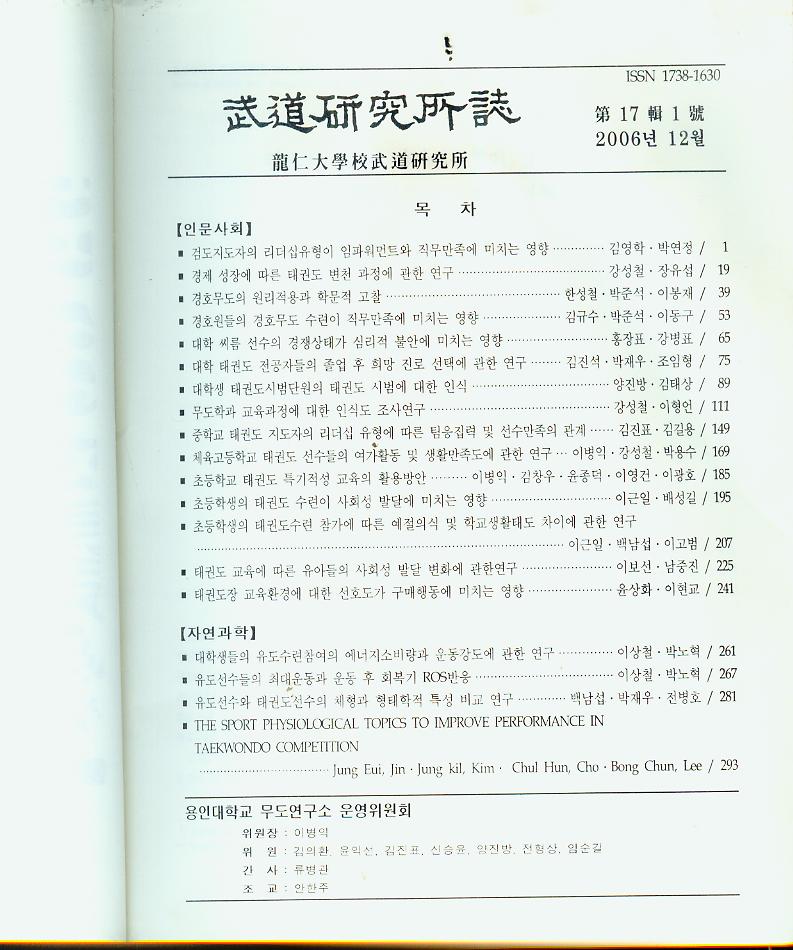 ISSN 1738-1630
武道硏究所誌
第 17 輯 1 號
2006년 12월
龍仁大學校武道硏究所
목 차
【인문사회】
■ 검도지도자의 리더십유형이 임파워먼트와 직무만족에 미치는 영향 ············· 김영학 · 박연정 / 1
■ 경제 성장에 따른 태권도 변천 과정에 관한 연구 ····································· 강성철 · 장유섭 / 19
■ 경호무도의 원리적용과 학문적 고찰 ············································ 한성철 · 박준석 · 이봉재 / 39
■ 경호원들의 경호무도 수련이 직무만족에 미치는 영향 ····················· 김규수 · 박준석 · 이동구 / 53
■ 대학 씨름 선수의 경쟁상태가 심리적 불안에 미치는 영향 ·························· 홍장표 · 강병표 / 65
■ 대학 태권도 전공자들의 졸업 후 희망 진로 선택에 관한 연구 ········ 김진석 · 박재우 · 조임형 / 75
■ 대학생 태권도시범단원의 태권도 시범에 대한 인식 ·································· 양진방 · 김태상 / 89
■ 무도학과 교육과정에 대한 인식도 조사연구 ············································· 강성철 · 이형언 / 111
■ 중학교 태권도 지도자의 리더십 유형에 따른 팀응집력 및 선수만족의 관계 ······ 김진표 · 김길용 / 149
■ 체육고등학교 태권도 선수들의 여가활동 및 생활만족도에 관한 연구 ··· 이병익 · 강성철 · 박용수 / 169
■ 초등학교 태권도 특기적성 교육의 활용방안 ········· 이병익 · 김창우 · 윤종덕 · 이영건 · 이광호 / 185
■ 초등학생의 태권도 수련이 사회성 발달에 미치는 영향 ······························ 이근일 · 배성길 / 195
■ 초등학생의 태권도수련 참가에 따른 예절의식 및 학교생활태도 차이에 관한 연구
····························································································· 이근일 · 백남섭 · 이고범 / 207
■ 태권도 교육에 따른 유아들의 사회성 발달 변화에 관한연구 ························ 이보선 · 남중진 / 225
■ 태권도장 교육환경에 대한 선호도가 구매행동에 미치는 영향 ······················ 윤상화 · 이현교 / 241
【자연과학】
■ 대학생들의 유도수련참여의 에너지소비량과 운동강도에 관한 연구 ·············· 이상철 · 박노혁 / 261
■ 유도선수들의 최대운동과 운동 후 회복기 ROS반응 ··································· 이상철 · 박노혁 / 267
■ 유도선수와 태권도선수의 체형과 형태학적 특성 비교 연구 ············ 백남섭 · 박재우 · 전병호 / 281
■ THE SPORT PHYSIOLOGICAL TOPICS TO IMPROVE PERFORMANCE IN
TAEKWONDO COMPETITION
································· Jung Eui, Jin · Jung kil, Kim · Chul Hun, Cho · Bong Chun, Lee / 293
용인대학교 무도연구소 운영위원회
위원장 : 이병익
위 원 : 김의환, 윤익선, 김진표, 신승윤, 양진방, 전형상, 염순길
간 사 : 류병관
조 교 : 안한주